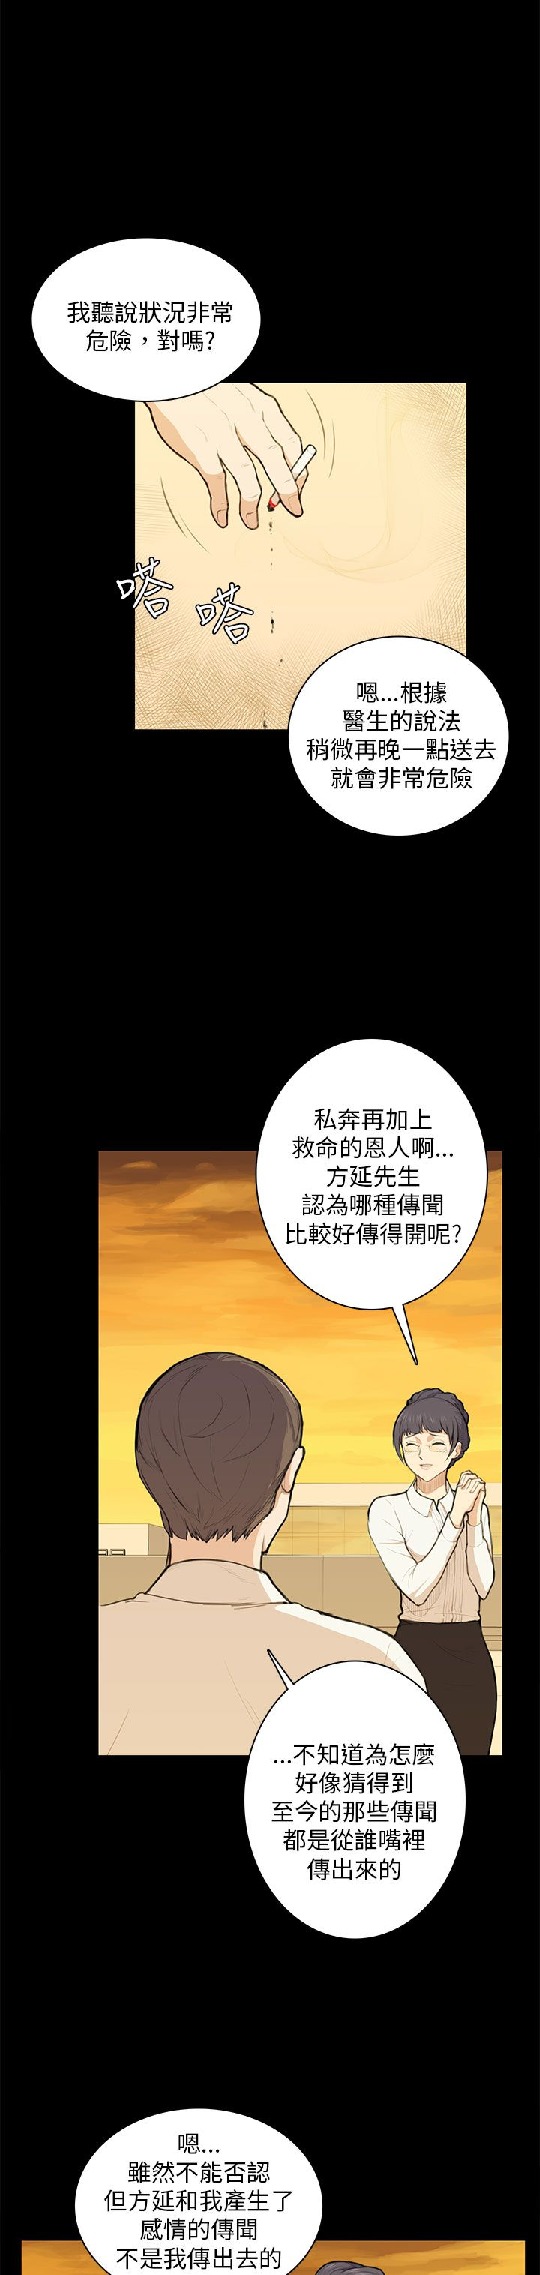 我聽說狀況非常
危險，對嗎?
嗒 嗒
嗯...根據
醫生的說法
稍微再晚一點送去
就會非常危險
私奔再加上
救命的恩人啊...
方延先生
認為哪種傳聞
比較好傳得開呢?
...不知道為怎麼
好像猜得到
至今的那些傳聞
都是從誰嘴裡
傳出來的
嗯...
雖然不能否認
但方延和我產生了
感情的傳聞
不是我傳出去的